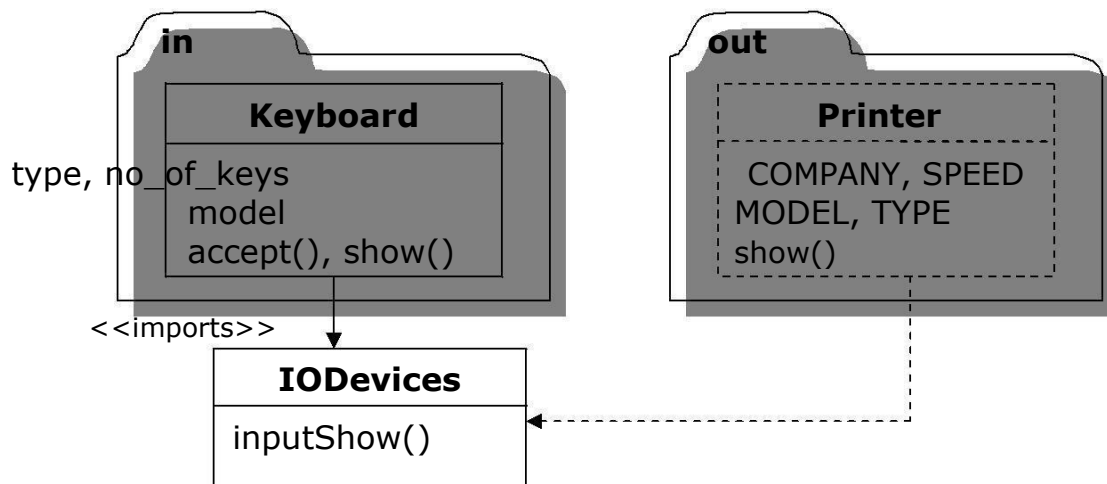 in
Keyboard
type, no_of_keys
model
accept(), show()
out
Printer
COMPANY, SPEED
MODEL, TYPE
show()
<<imports>>
IODevices
inputShow()